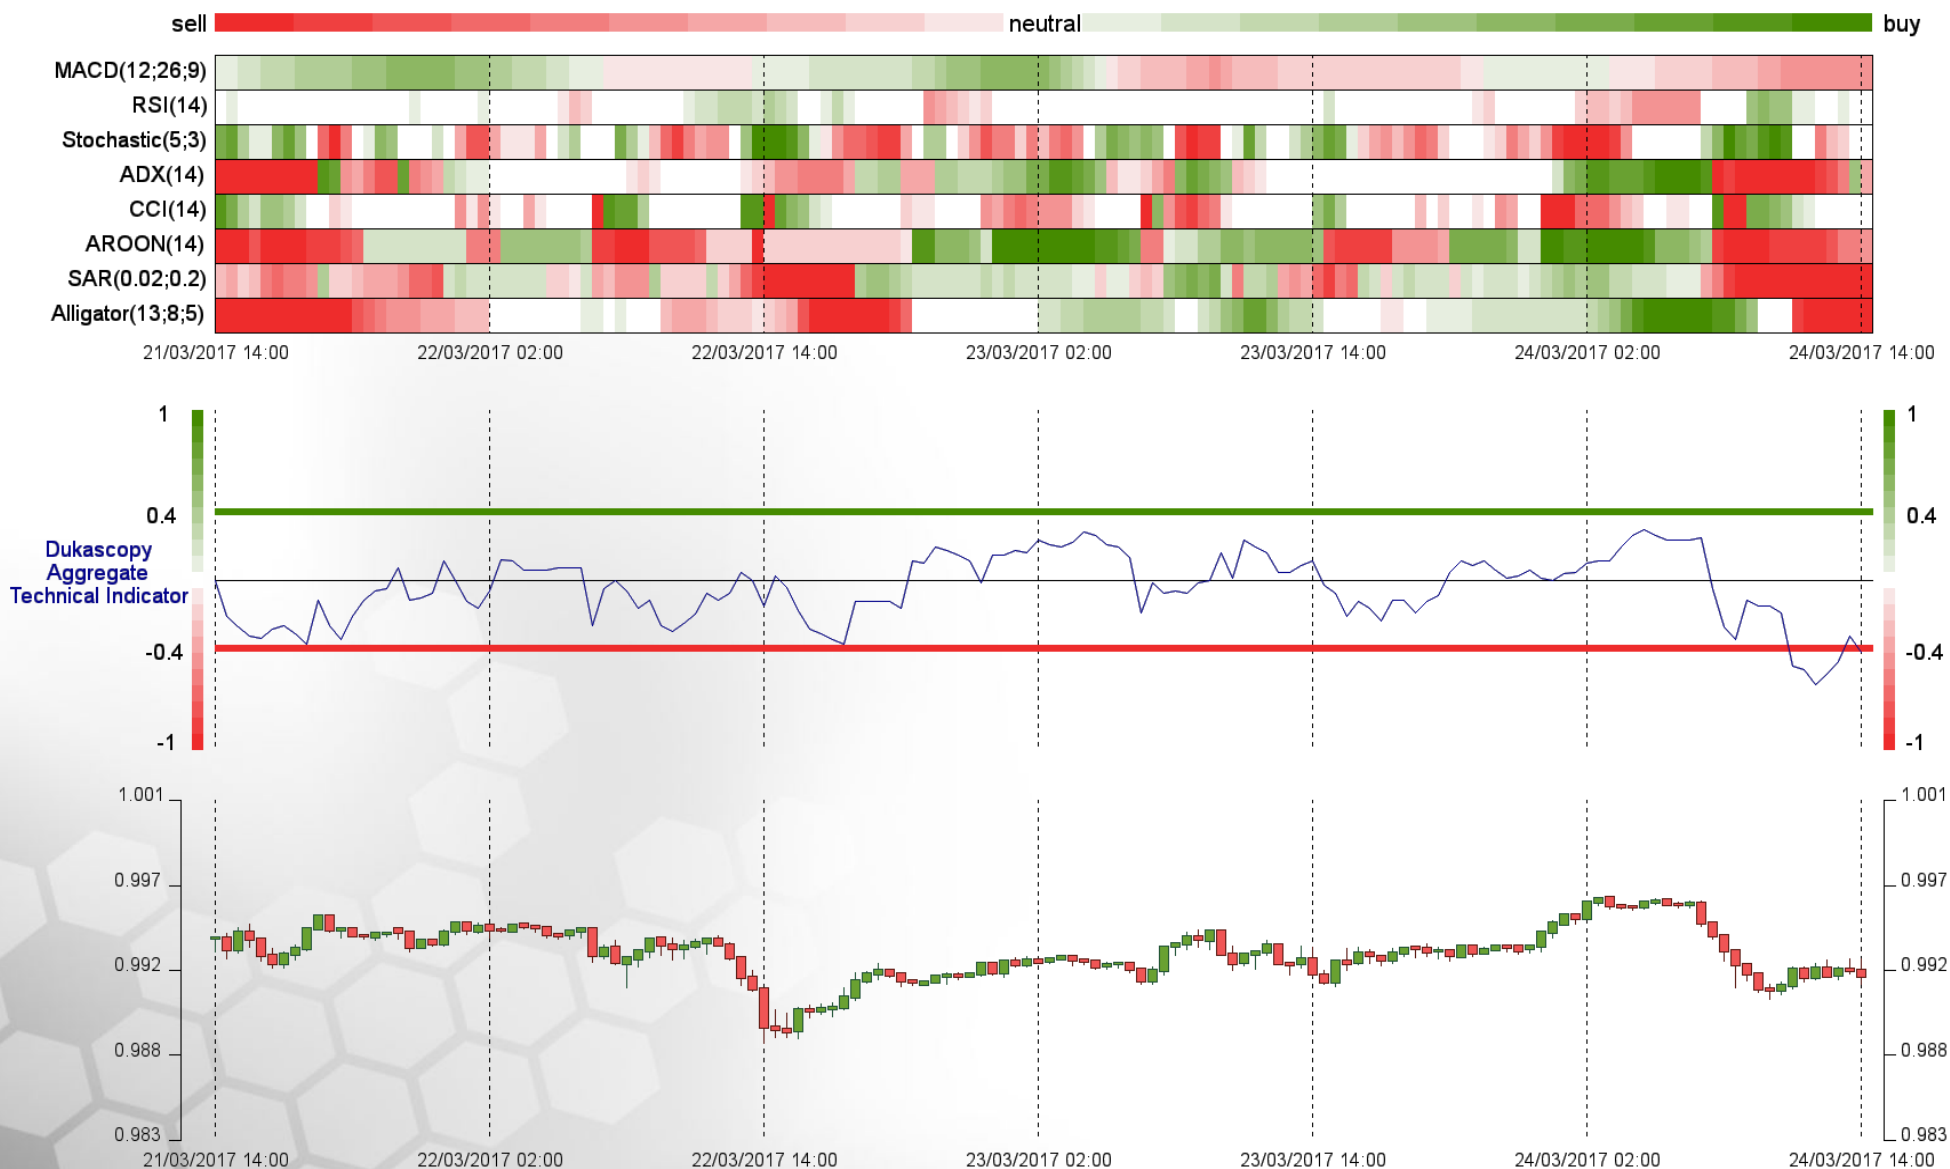 sell neutral buy
MACD(12;26;9)
RSI(14)
Stochastic(5;3)
ADX(14)
CCI(14)
AROON(14)
SAR(0.02;0.2)
Alligator(13;8;5)
21/03/2017 14:00 22/03/2017 02:00 22/03/2017 14:00 23/03/2017 02:00 23/03/2017 14:00 24/03/2017 02:00 24/03/2017 14:00
1 1
0.4 0.4
Dukascopy
Aggregate
Technical Indicator
-0.4 -0.4
-1 -1
1.001 1.001
0.997 0.997
0.992 0.992
0.988 0.988
0.983 0.983
21/03/2017 14:00 22/03/2017 02:00 22/03/2017 14:00 23/03/2017 02:00 23/03/2017 14:00 24/03/2017 02:00 24/03/2017 14:00